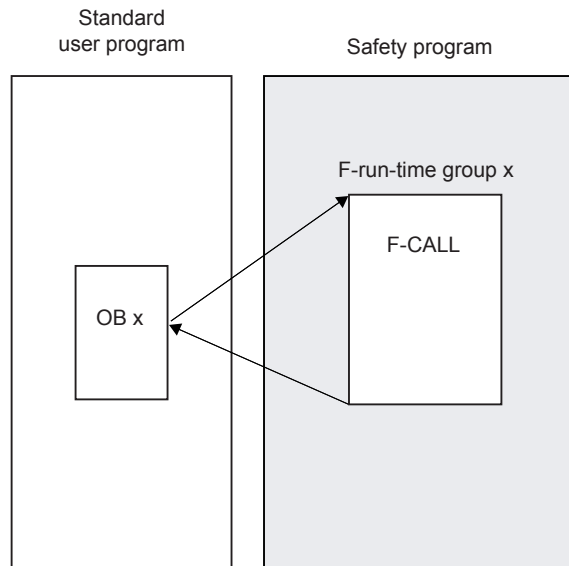 Standard
user program
Safety program
F-run-time group x
F-CALL
OB x